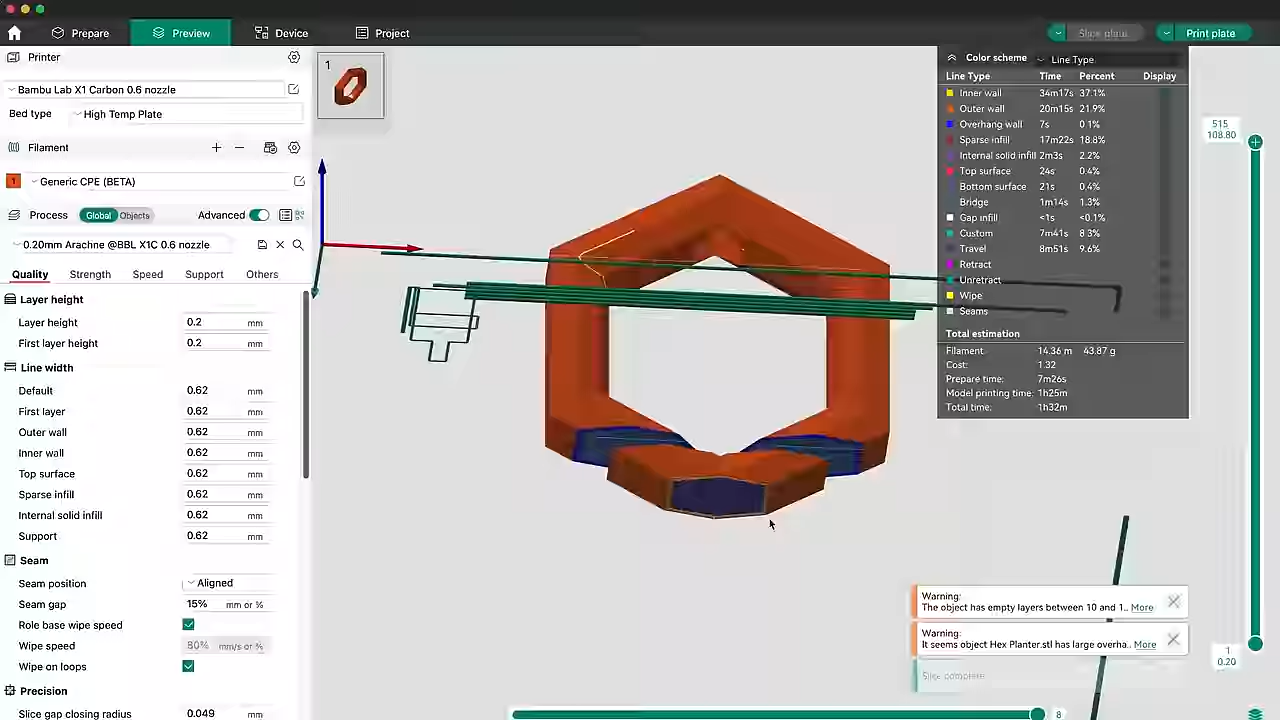 Prepare
Preview
Device
Project
Slice plate
Print plate
Printer
Bambu Lab X1 Carbon 0.6 nozzle
Bed type
High Temp Plate
Filament
1
Generic CPE (BETA)
Process
Global
Objects
Advanced
0.20mm Arachne @BBL X1C 0.6 nozzle
Quality
Strength
Speed
Support
Others
Layer height
Layer height 0.2 mm
First layer height 0.2 mm
Line width
Default 0.62 mm
First layer 0.62 mm
Outer wall 0.62 mm
Inner wall 0.62 mm
Top surface 0.62 mm
Sparse infill 0.62 mm
Internal solid infill 0.62 mm
Support 0.62 mm
Seam
Seam position Aligned
Seam gap 15% mm or %
Role base wipe speed
Wipe speed 80% mm/s or %
Wipe on loops
Precision
Slice gap closing radius 0.049 mm
1
Color scheme Line Type
Line Type Time Percent Display
Inner wall 34m17s 37.1%
Outer wall 20m15s 21.9%
Overhang wall 7s 0.1%
Sparse infill 17m22s 18.8%
Internal solid infill 2m3s 2.2%
Top surface 24s 0.4%
Bottom surface 21s 0.4%
Bridge 1m14s 1.3%
Gap infill <1s <0.1%
Custom 7m41s 8.3%
Travel 8m51s 9.6%
Retract
Unretract
Wipe
Seams
Total estimation
Filament: 14.36 m 43.87 g
Cost: 1.32
Prepare time: 7m26s
Model printing time: 1h25m
Total time: 1h32m
515
108.80
Warning:
The object has empty layers between 10 and 1.. More
Warning:
It seems object Hex Planter.stl has large overha.. More
Slice complete
1
0.20
8